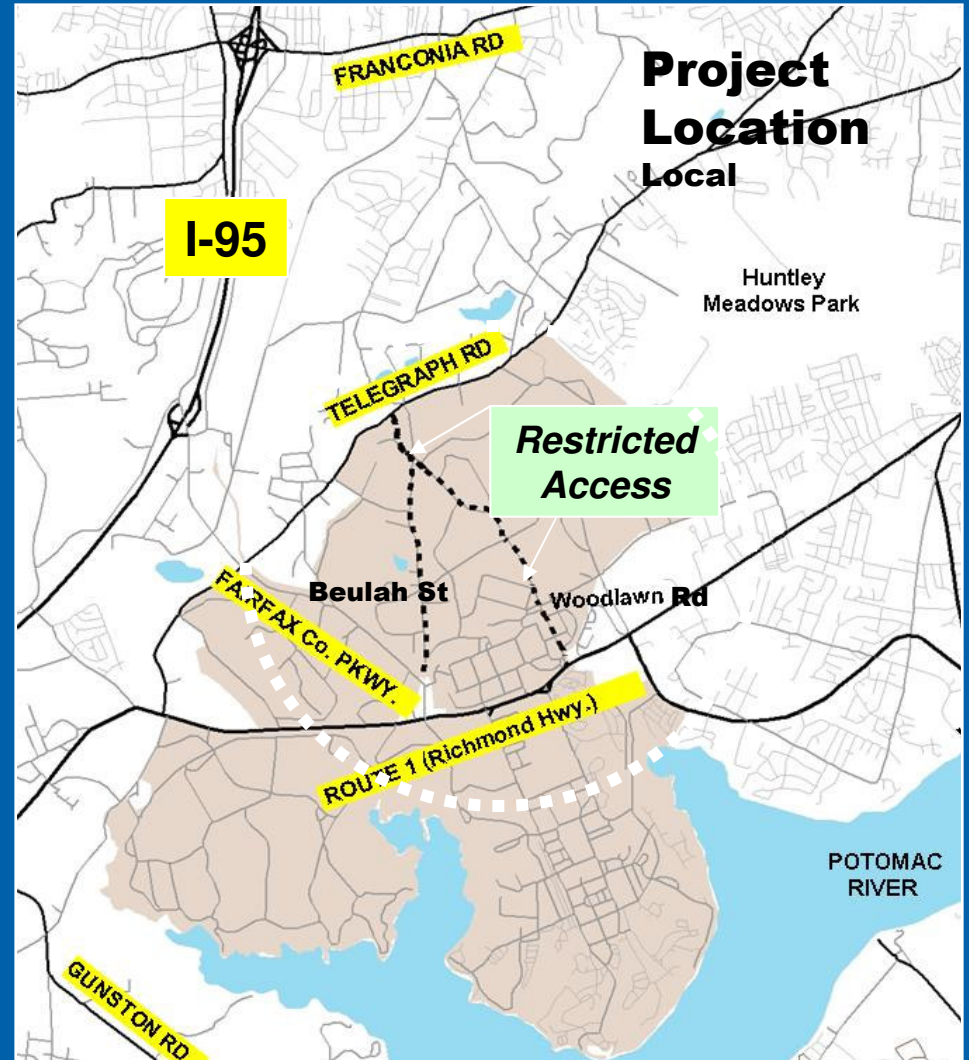 FRANCONIA RD
Project
Location
Local
I-95
Huntley
Meadows Park
TELEGRAPH RD
Restricted
Access
Beulah St
Woodlawn Rd
FAIRFAX Co. PKWY.
ROUTE 1 (Richmond Hwy.)
POTOMAC
RIVER
GUNSTON RD